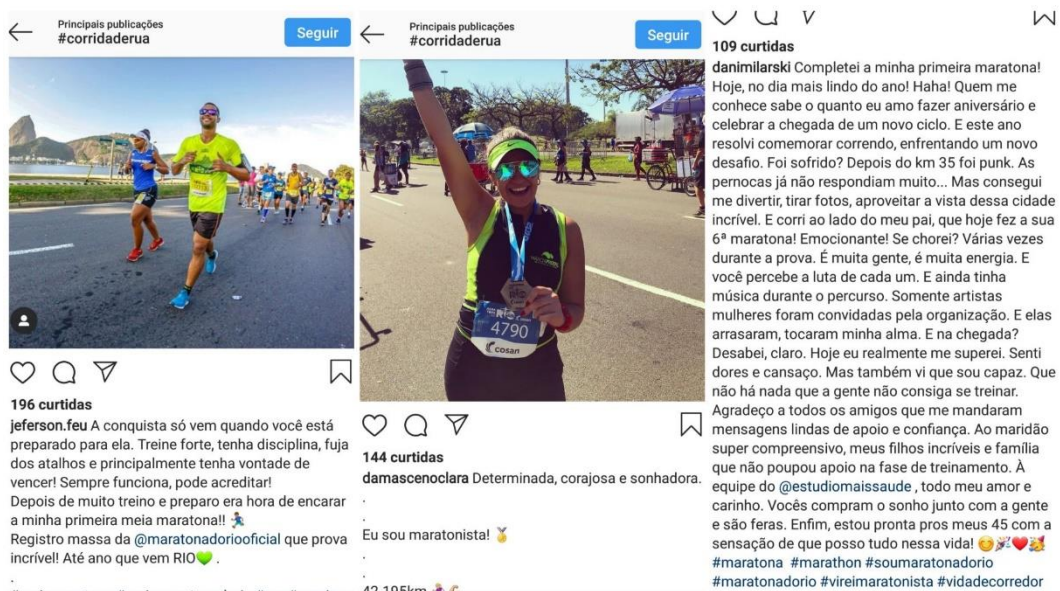 Principais publicações
#corridaderua
Seguir
196 curtidas
jeferson.feu A conquista só vem quando você está
preparado para ela. Treine forte, tenha disciplina, fuja
dos atalhos e principalmente tenha vontade de
vencer! Sempre funciona, pode acreditar!
Depois de muito treino e preparo era hora de encarar
a minha primeira meia maratona!! 🏃🏾‍♂️
Registro massa da @maratonadoriooficial que prova
incrível! Até ano que vem RIO💚 .
.
Principais publicações
#corridaderua
Seguir
RIO
4790
cosan
144 curtidas
damascenoclara Determinada, corajosa e sonhadora.
.
.
Eu sou maratonista! 🏅
.
.
42.195km
109 curtidas
danimilarski Completei a minha primeira maratona!
Hoje, no dia mais lindo do ano! Haha! Quem me
conhece sabe o quanto eu amo fazer aniversário e
celebrar a chegada de um novo ciclo. E este ano
resolvi comemorar correndo, enfrentando um novo
desafio. Foi sofrido? Depois do km 35 foi punk. As
pernocas já não respondiam muito... Mas consegui
me divertir, tirar fotos, aproveitar a vista dessa cidade
incrível. E corri ao lado do meu pai, que hoje fez a sua
6ª maratona! Emocionante! Se chorei? Várias vezes
durante a prova. É muita gente, é muita energia. E
você percebe a luta de cada um. E ainda tinha
música durante o percurso. Somente artistas
mulheres foram convidadas pela organização. E elas
arrasaram, tocaram minha alma. E na chegada?
Desabei, claro. Hoje eu realmente me superei. Senti
dores e cansaço. Mas também vi que sou capaz. Que
não há nada que a gente não consiga se treinar.
Agradeço a todos os amigos que me mandaram
mensagens lindas de apoio e confiança. Ao maridão
super compreensivo, meus filhos incríveis e família
que não poupou apoio na fase de treinamento. À
equipe do @estudiomaissaude , todo meu amor e
carinho. Vocês compram o sonho junto com a gente
e são feras. Enfim, estou pronta pros meus 45 com a
sensação de que posso tudo nessa vida! 😊🎉❤️🥳
#maratona #marathon #soumaratonadorio
#maratonadorio #vireimaratonista #vidadecorredor